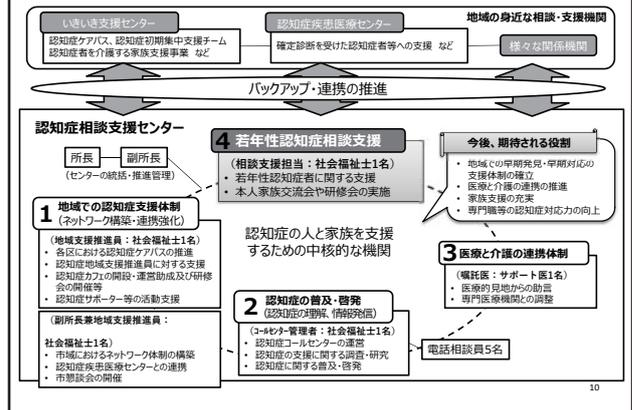 地域の身近な相談・支援機関
いきいき支援センター
認知症ケアパス、認知症初期集中支援チーム
認知症者を介護する家族支援事業 など
認知症疾患医療センター
確定診断を受けた認知症者等への支援 など
様々な関係機関
バックアップ・連携の推進
認知症相談支援センター
所長
副所長
(センターの統括・推進管理)
4 若年性認知症相談支援
(相談支援担当:社会福祉士1名)
・ 若年性認知症者に関する支援
・ 本人家族交流会や研修会の実施
今後、期待される役割
・ 地域での早期発見・早期対応の
支援体制の確立
・ 医療と介護の連携の推進
・ 家族支援の充実
・ 専門職等の認知症対応力の向上
1 地域での認知症支援体制
(ネットワーク構築・連携強化)
(地域支援推進員:社会福祉士1名)
・ 各区における認知症ケアパスの推進
・ 認知症地域支援推進員に対する支援
・ 認知症カフェの開設・運営助成及び研修
会の開催等
・ 認知症サポーター等の活動支援
(副所長兼地域支援推進員:
社会福祉士1名)
・ 市域におけるネットワーク体制の構築
・ 認知症疾患医療センターとの連携
・ 市懇談会の開催
認知症の人と家族を支援
するための中核的な機関
2 認知症の普及・啓発
(認知症の理解、情報発信)
(コールセンター管理者:社会福祉士1名)
・ 認知症コールセンターの運営
・ 認知症の支援に関する調査・研究
・ 認知症に関する普及・啓発
電話相談員5名
3 医療と介護の連携体制
(嘱託医:サポート医1名)
・ 医療的見地からの助言
・ 専門医療機関との調整
10